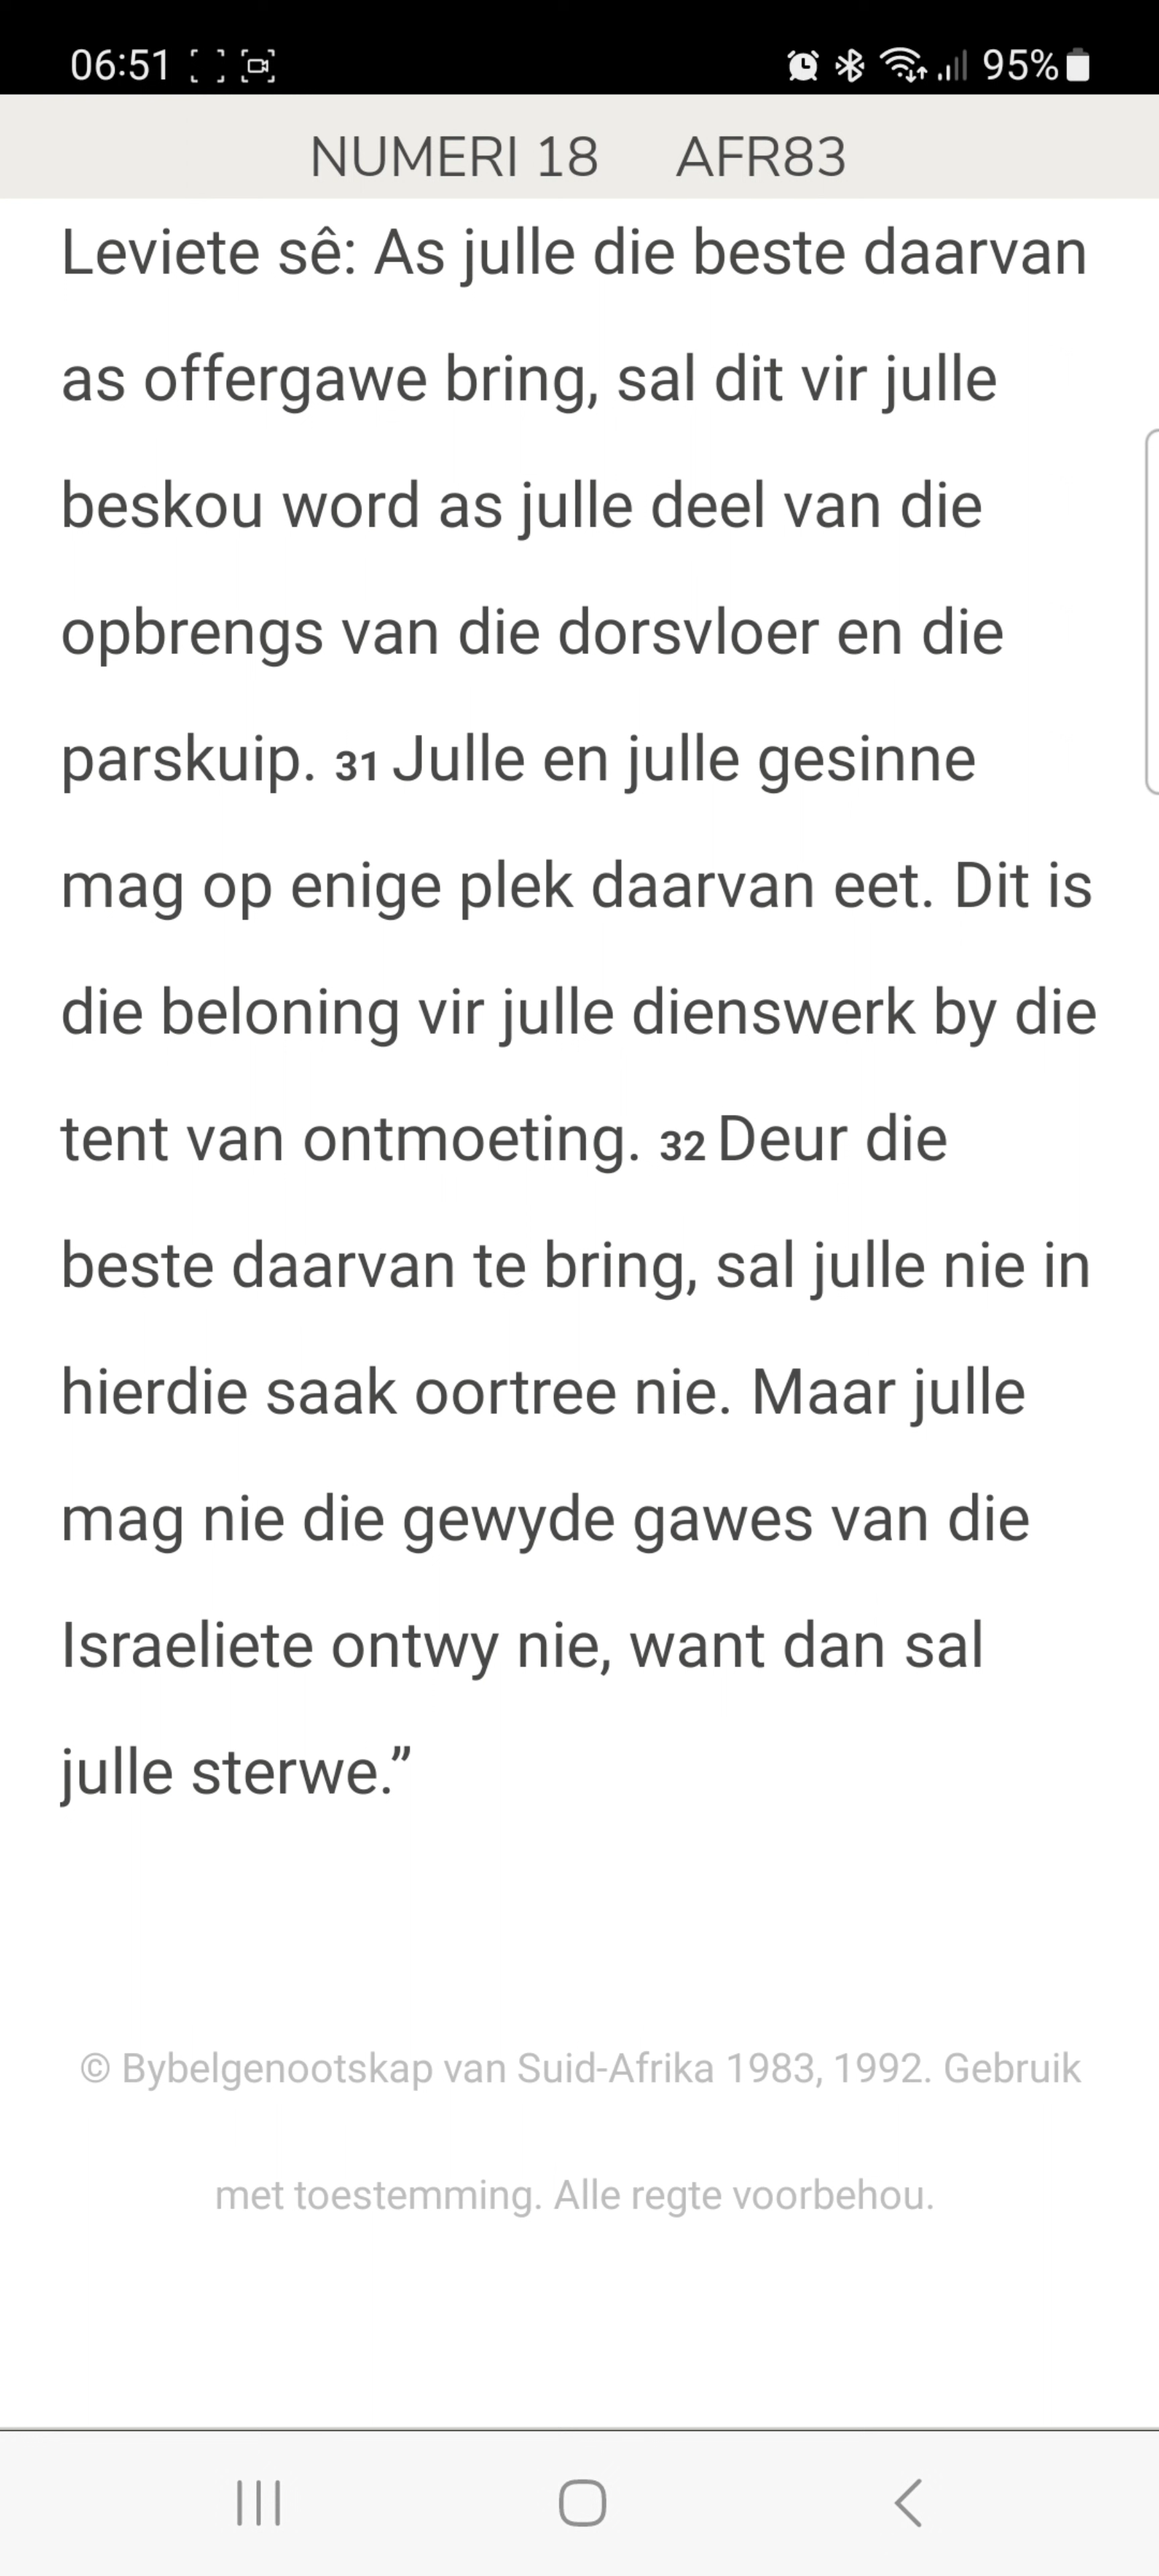 06:51 95%
NUMERI 18 AFR83
Leviete sê: As julle die beste daarvan
as offergawe bring, sal dit vir julle
beskou word as julle deel van die
opbrengs van die dorsvloer en die
parskuip. 31 Julle en julle gesinne
mag op enige plek daarvan eet. Dit is
die beloning vir julle dienswerk by die
tent van ontmoeting. 32 Deur die
beste daarvan te bring, sal julle nie in
hierdie saak oortree nie. Maar julle
mag nie die gewyde gawes van die
Israeliete ontwy nie, want dan sal
julle sterwe.”
© Bybelgenootskap van Suid-Afrika 1983, 1992. Gebruik
met toestemming. Alle regte voorbehou.